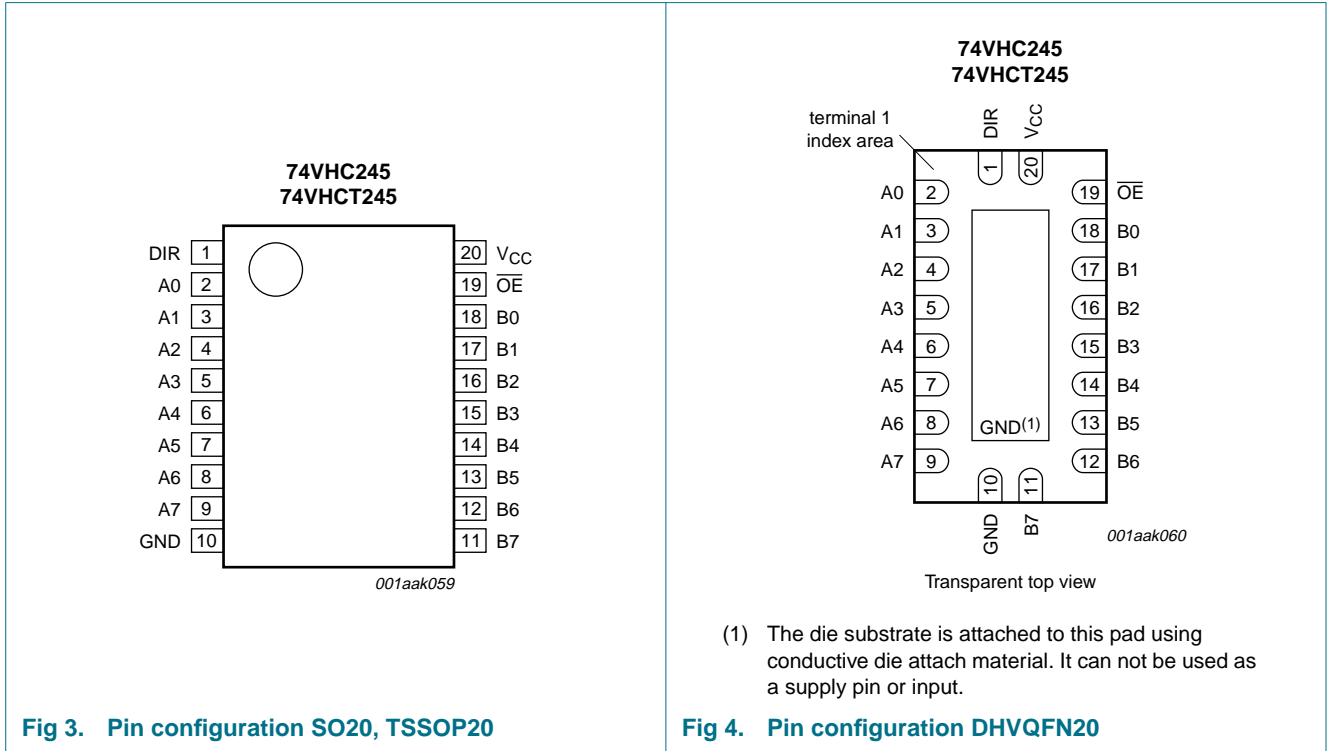 74VHC245
74VHCT245
DIR 1
A0 2
A1 3
A2 4
A3 5
A4 6
A5 7
A6 8
A7 9
GND 10
20 VCC
19 OE
18 B0
17 B1
16 B2
15 B3
14 B4
13 B5
12 B6
11 B7
001aak059
Fig 3. Pin configuration SO20, TSSOP20
74VHC245
74VHCT245
terminal 1
index area
DIR
VCC
1
20
A0 2
A1 3
A2 4
A3 5
A4 6
A5 7
A6 8
A7 9
19 OE
18 B0
17 B1
16 B2
15 B3
14 B4
13 B5
12 B6
GND(1)
10
11
GND
B7
001aak060
Transparent top view
(1) The die substrate is attached to this pad using
conductive die attach material. It can not be used as
a supply pin or input.
Fig 4. Pin configuration DHVQFN20